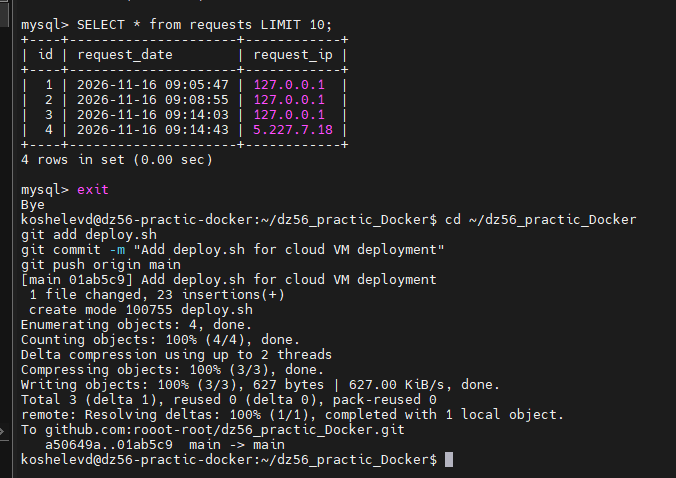 mysql> SELECT * from requests LIMIT 10;
+----+---------------------+------------+
| id | request_date        | request_ip |
+----+---------------------+------------+
|  1 | 2026-11-16 09:05:47 | 127.0.0.1  |
|  2 | 2026-11-16 09:08:55 | 127.0.0.1  |
|  3 | 2026-11-16 09:14:03 | 127.0.0.1  |
|  4 | 2026-11-16 09:14:43 | 5.227.7.18 |
+----+---------------------+------------+
4 rows in set (0.00 sec)
mysql> exit
Bye
koshelevd@dz56-practic-docker:~/dz56_practic_Docker$ cd ~/dz56_practic_Docker
git add deploy.sh
git commit -m "Add deploy.sh for cloud VM deployment"
git push origin main
[main 01ab5c9] Add deploy.sh for cloud VM deployment
 1 file changed, 23 insertions(+)
 create mode 100755 deploy.sh
Enumerating objects: 4, done.
Counting objects: 100% (4/4), done.
Delta compression using up to 2 threads
Compressing objects: 100% (3/3), done.
Writing objects: 100% (3/3), 627 bytes | 627.00 KiB/s, done.
Total 3 (delta 1), reused 0 (delta 0), pack-reused 0
remote: Resolving deltas: 100% (1/1), completed with 1 local object.
To github.com:rooot-root/dz56_practic_Docker.git
   a50649a..01ab5c9  main -> main
koshelevd@dz56-practic-docker:~/dz56_practic_Docker$